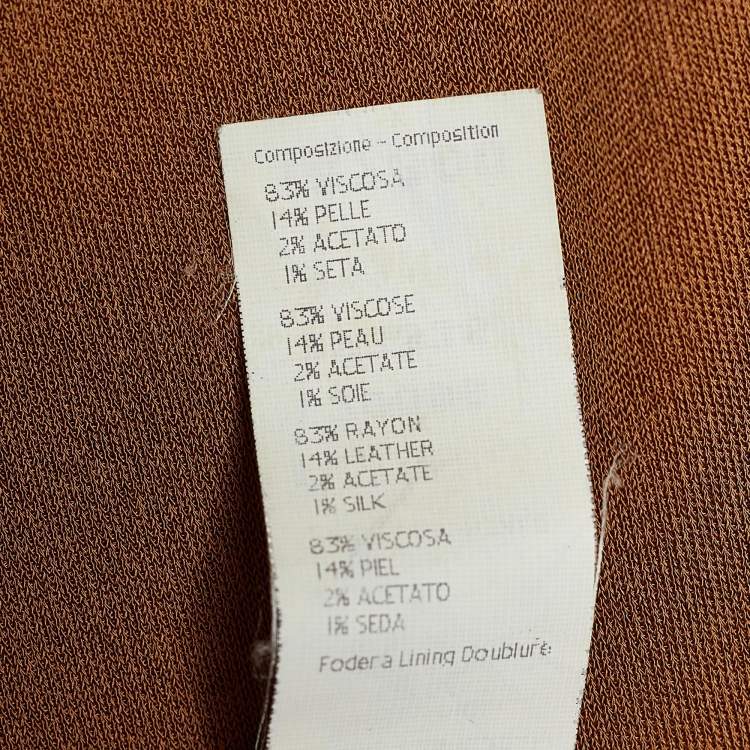 Composizione - Composition
83% VISCOSA
14% PELLE
2% ACETATO
1% SETA
83% VISCOSE
14% PEAU
2% ACETATE
1% SOIE
83% RAYON
14% LEATHER
2% ACETATE
1% SILK
83% VISCOSA
14% PIEL
2% ACETATO
1% SEDA
Fodera Lining Doublure